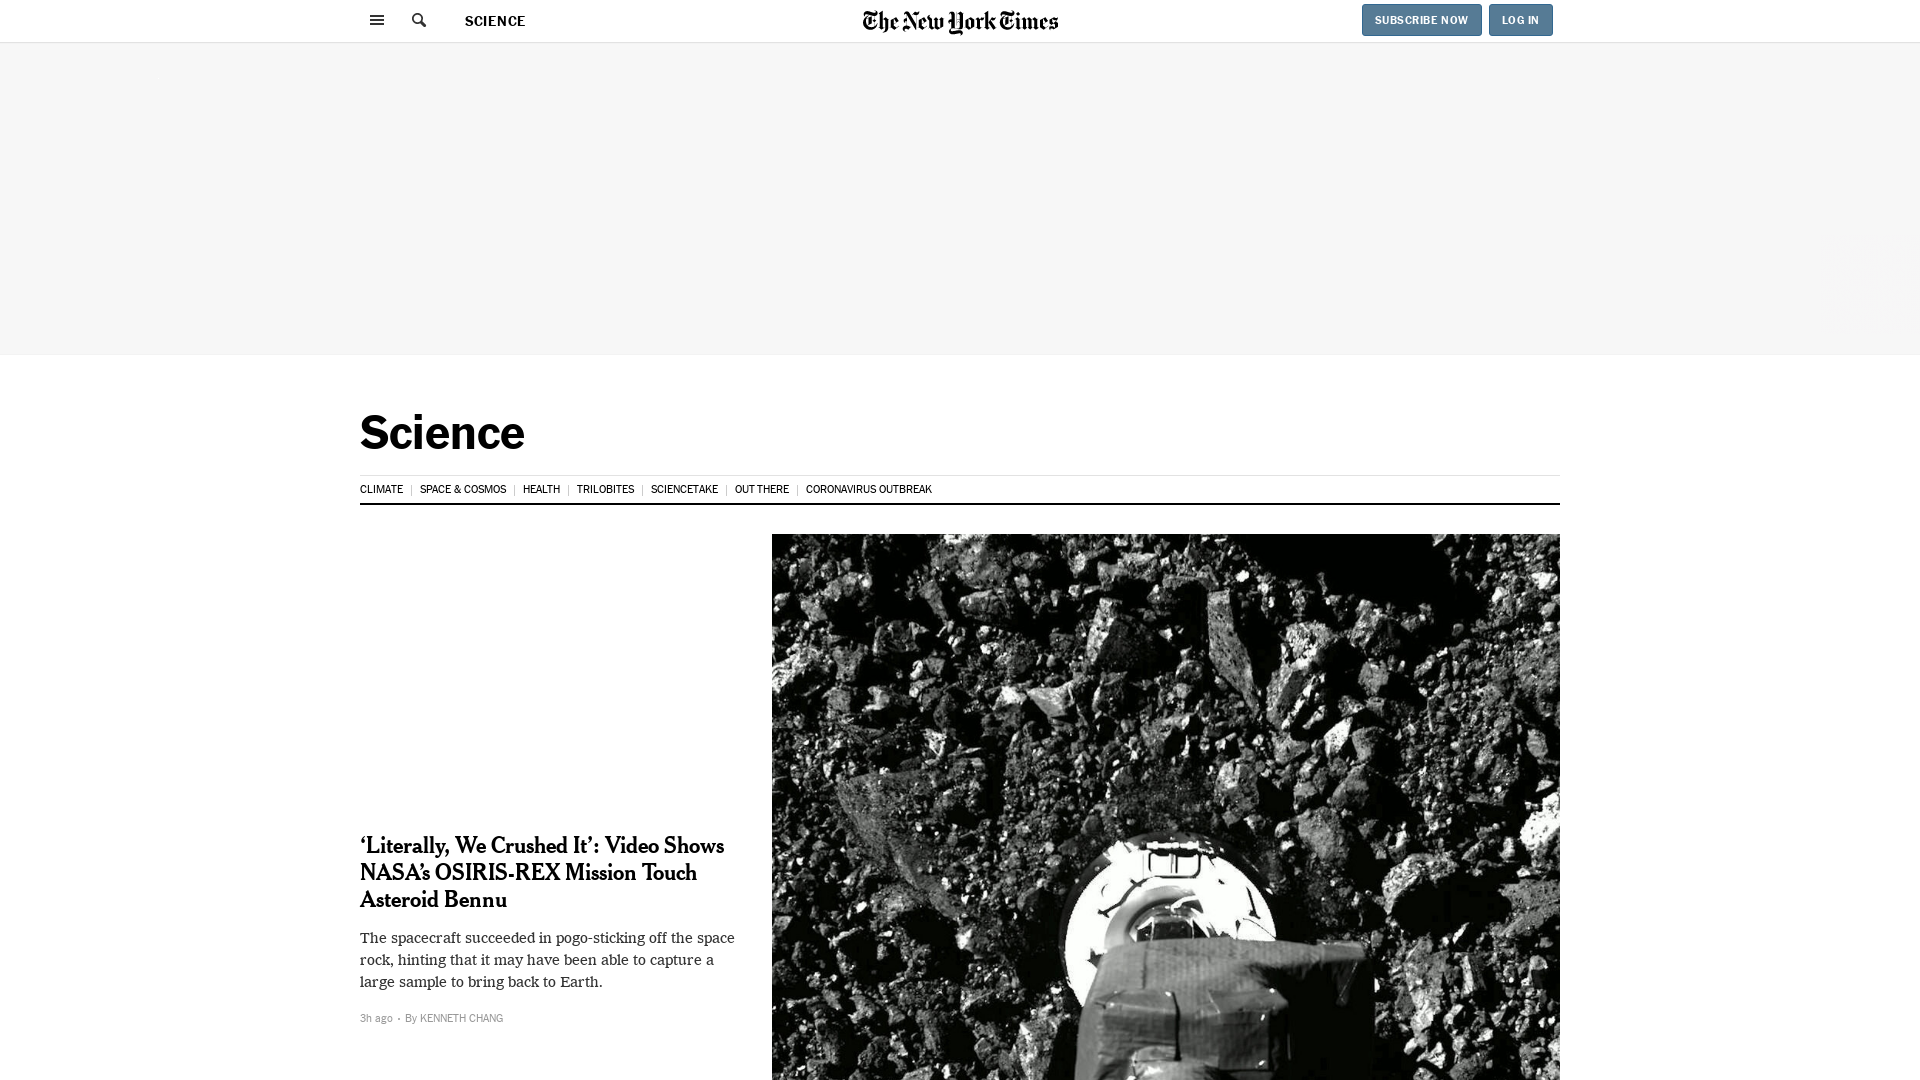 SCIENCE
The New York Times
SUBSCRIBE NOW
LOG IN
Science
CLIMATE
SPACE & COSMOS
HEALTH
TRILOBITES
SCIENCETAKE
OUT THERE
CORONAVIRUS OUTBREAK
‘Literally, We Crushed It’: Video Shows
NASA’s OSIRIS-REX Mission Touch
Asteroid Bennu
The spacecraft succeeded in pogo-sticking off the space
rock, hinting that it may have been able to capture a
large sample to bring back to Earth.
3h ago • By KENNETH CHANG